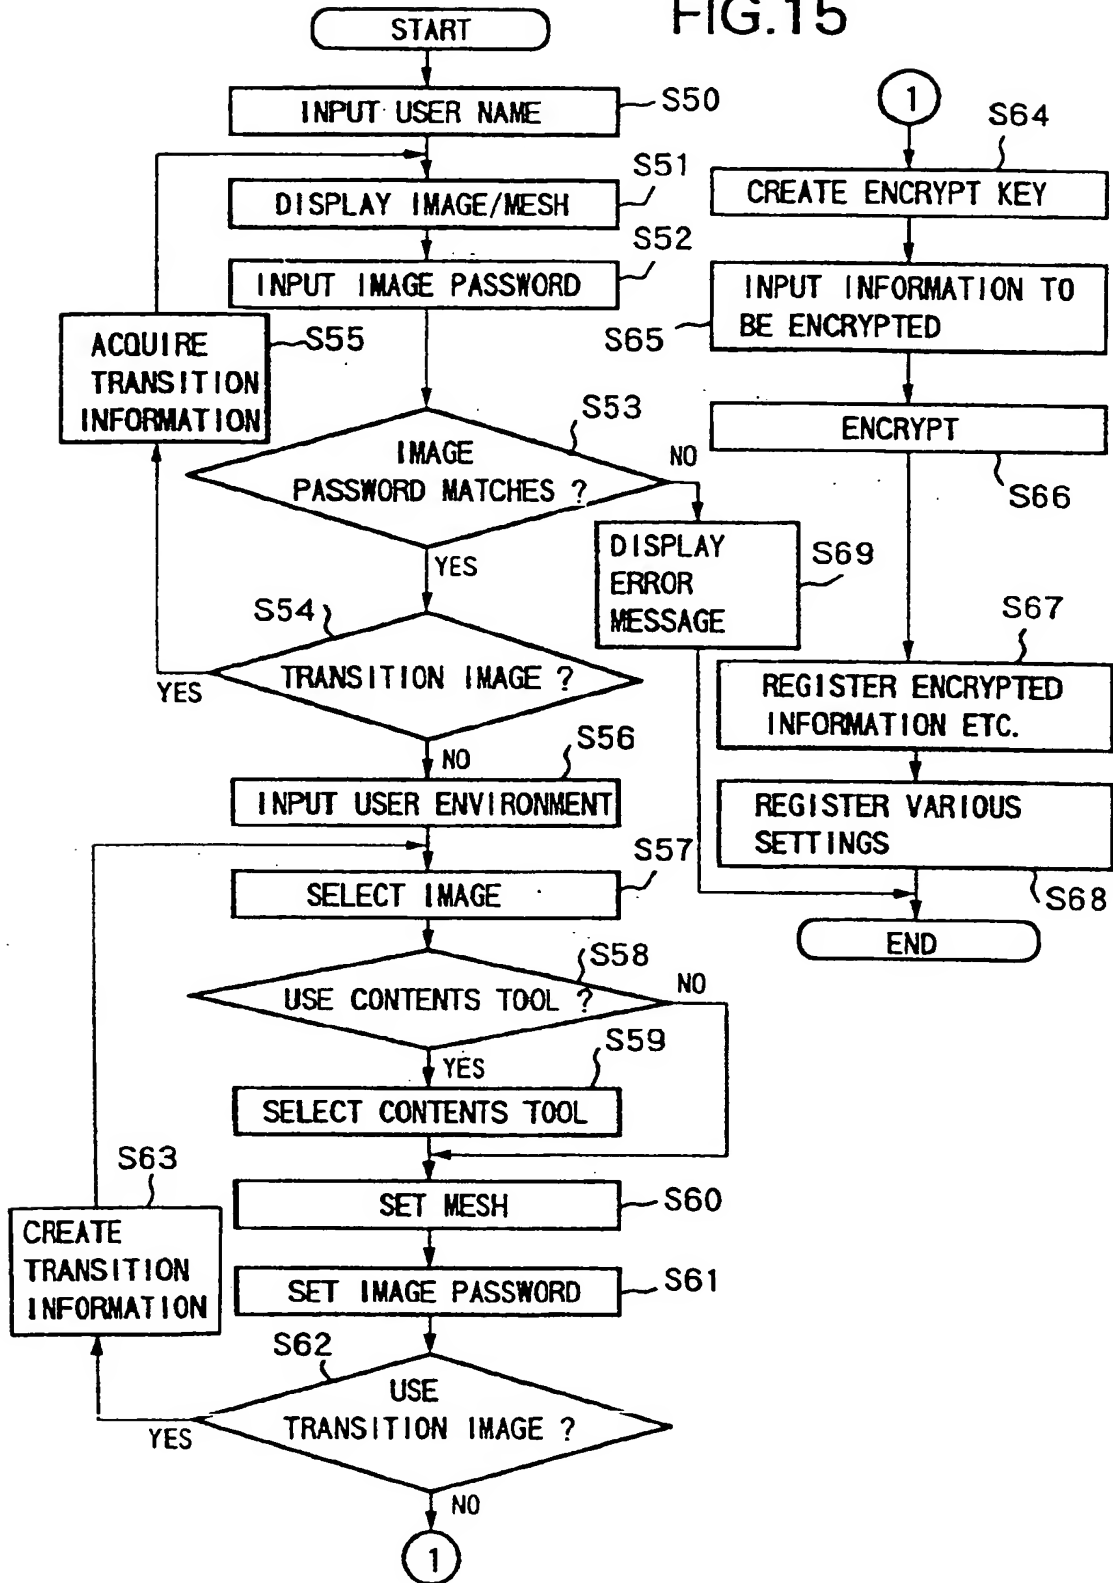 FIG.15
START
INPUT USER NAME
S50
DISPLAY IMAGE/MESH
S51
INPUT IMAGE PASSWORD
S52
ACQUIRE
TRANSITION
INFORMATION
S55
IMAGE
PASSWORD MATCHES ?
S53
NO
YES
DISPLAY
ERROR
MESSAGE
S69
S54
TRANSITION IMAGE ?
YES
NO
S56
INPUT USER ENVIRONMENT
S57
SELECT IMAGE
S58
USE CONTENTS TOOL ?
NO
YES
S59
SELECT CONTENTS TOOL
S63
CREATE
TRANSITION
INFORMATION
SET MESH
S60
SET IMAGE PASSWORD
S61
S62
USE
TRANSITION IMAGE ?
YES
NO
1
1
S64
CREATE ENCRYPT KEY
INPUT INFORMATION TO
BE ENCRYPTED
S65
ENCRYPT
S66
S67
REGISTER ENCRYPTED
INFORMATION ETC.
REGISTER VARIOUS
SETTINGS
S68
END